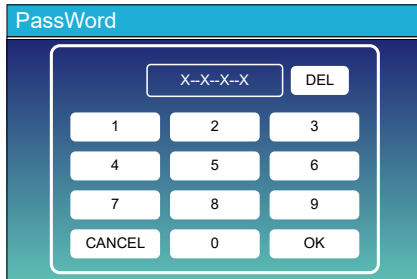 PassWord
X--X--X--X DEL
1 2 3
4 5 6
7 8 9
CANCEL 0 OK